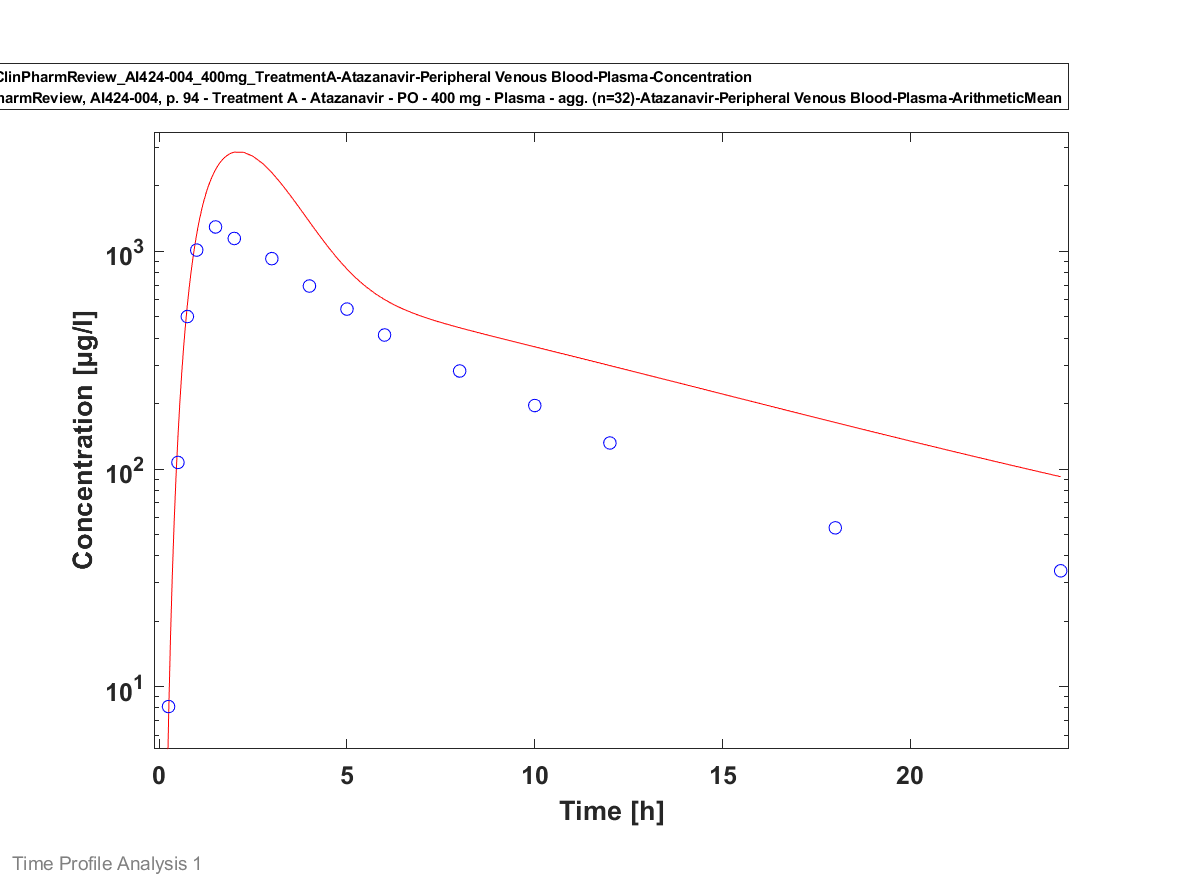 ClinPharmReview_AI424-004_400mg_TreatmentA-Atazanavir-Peripheral Venous Blood-Plasma-Concentration
harmReview, AI424-004, p. 94 - Treatment A - Atazanavir - PO - 400 mg - Plasma - agg. (n=32)-Atazanavir-Peripheral Venous Blood-Plasma-ArithmeticMean
10³
10²
10¹
Concentration [µg/l]
0 5 10 15 20
Time [h]
Time Profile Analysis 1